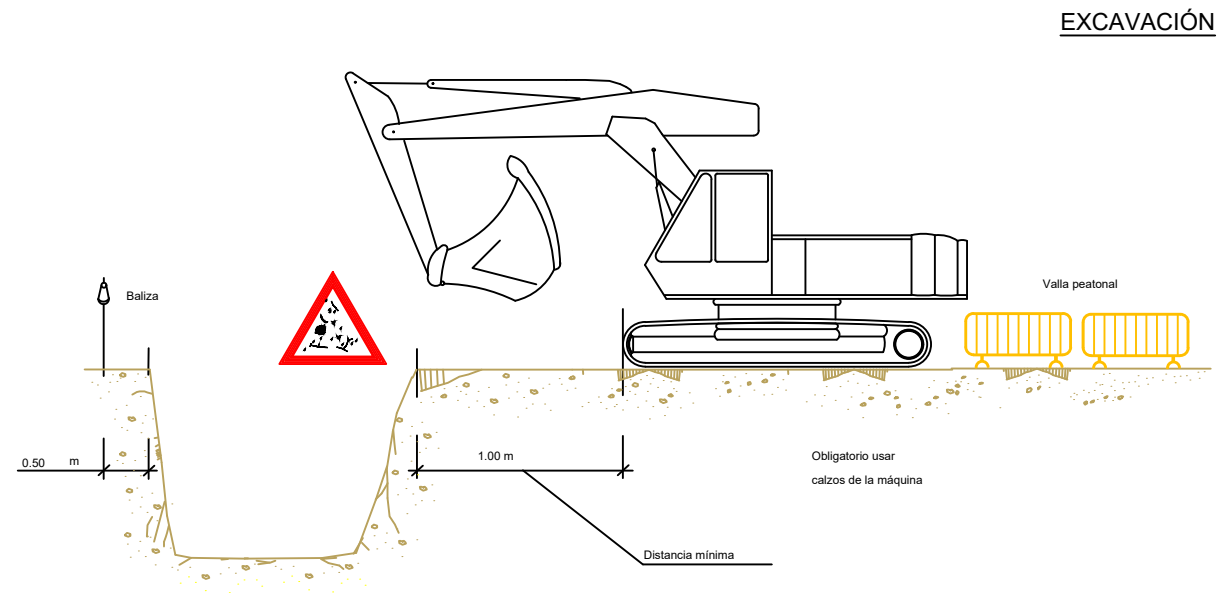 EXCAVACIÓN
Baliza
Valla peatonal
0.50 m
1.00 m
Obligatorio usar
calzos de la máquina
Distancia mínima